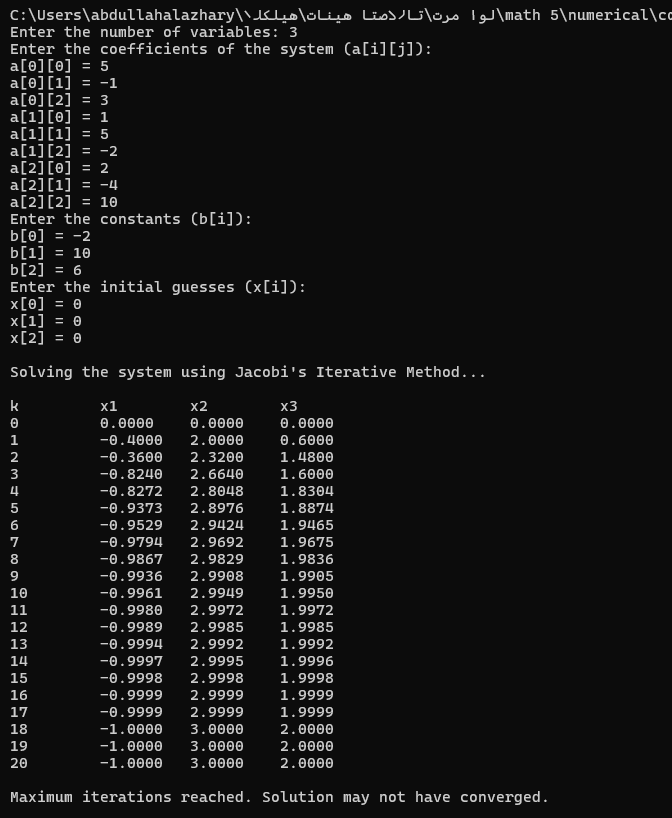 C:\Users\abdullahalazhary\هيلكلا\هيناث اتصلاات\ترم اول\math 5\numerical\co
Enter the number of variables: 3
Enter the coefficients of the system (a[i][j]):
a[0][0] = 5
a[0][1] = -1
a[0][2] = 3
a[1][0] = 1
a[1][1] = 5
a[1][2] = -2
a[2][0] = 2
a[2][1] = -4
a[2][2] = 10
Enter the constants (b[i]):
b[0] = -2
b[1] = 10
b[2] = 6
Enter the initial guesses (x[i]):
x[0] = 0
x[1] = 0
x[2] = 0
Solving the system using Jacobi's Iterative Method...
k x1 x2 x3
0 0.0000 0.0000 0.0000
1 -0.4000 2.0000 0.6000
2 -0.3600 2.3200 1.4800
3 -0.8240 2.6640 1.6000
4 -0.8272 2.8048 1.8304
5 -0.9373 2.8976 1.8874
6 -0.9529 2.9424 1.9465
7 -0.9794 2.9692 1.9675
8 -0.9867 2.9829 1.9836
9 -0.9936 2.9908 1.9905
10 -0.9961 2.9949 1.9950
11 -0.9980 2.9972 1.9972
12 -0.9989 2.9985 1.9985
13 -0.9994 2.9992 1.9992
14 -0.9997 2.9995 1.9996
15 -0.9998 2.9998 1.9998
16 -0.9999 2.9999 1.9999
17 -0.9999 2.9999 1.9999
18 -1.0000 3.0000 2.0000
19 -1.0000 3.0000 2.0000
20 -1.0000 3.0000 2.0000
Maximum iterations reached. Solution may not have converged.